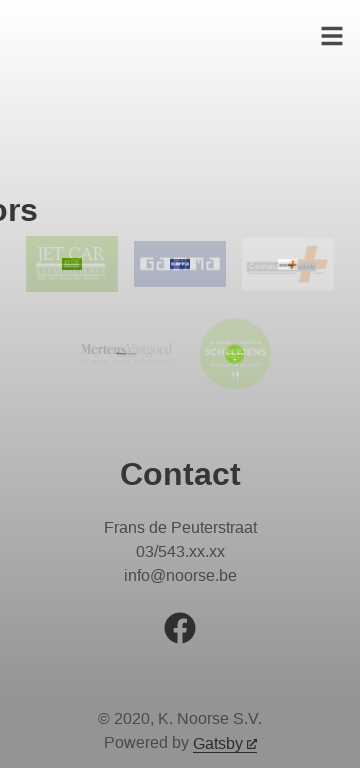 ors
JET CAR
Mertens Vastgoed
Contact
Frans de Peuterstraat
03/543.xx.xx
info@noorse.be
© 2020, K. Noorse S.V.
Powered by Gatsby